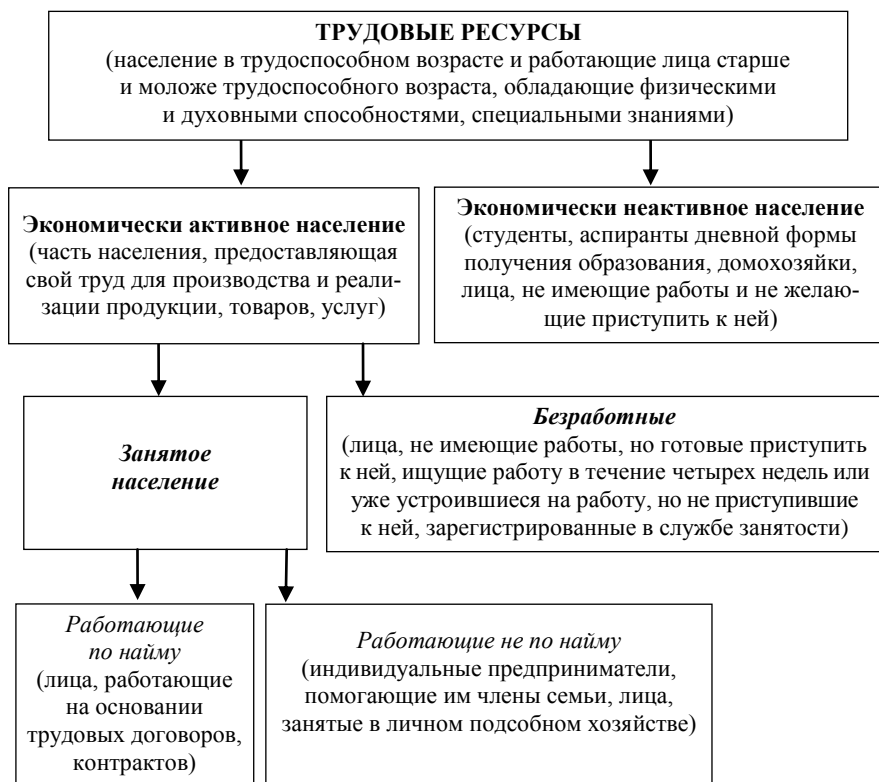 ТРУДОВЫЕ РЕСУРСЫ
(население в трудоспособном возрасте и работающие лица старше
и моложе трудоспособного возраста, обладающие физическими
и духовными способностями, специальными знаниями)
Экономически активное население
(часть населения, предоставляющая
свой труд для производства и реали-
зации продукции, товаров, услуг)
Экономически неактивное население
(студенты, аспиранты дневной формы
получения образования, домохозяйки,
лица, не имеющие работы и не желаю-
щие приступить к ней)
Занятое
население
Безработные
(лица, не имеющие работы, но готовые приступить
к ней, ищущие работу в течение четырех недель или
уже устроившиеся на работу, но не приступившие
к ней, зарегистрированные в службе занятости)
Работающие
по найму
(лица, работающие
на основании
трудовых договоров,
контрактов)
Работающие не по найму
(индивидуальные предприниматели,
помогающие им члены семьи, лица,
занятые в личном подсобном хозяйстве)